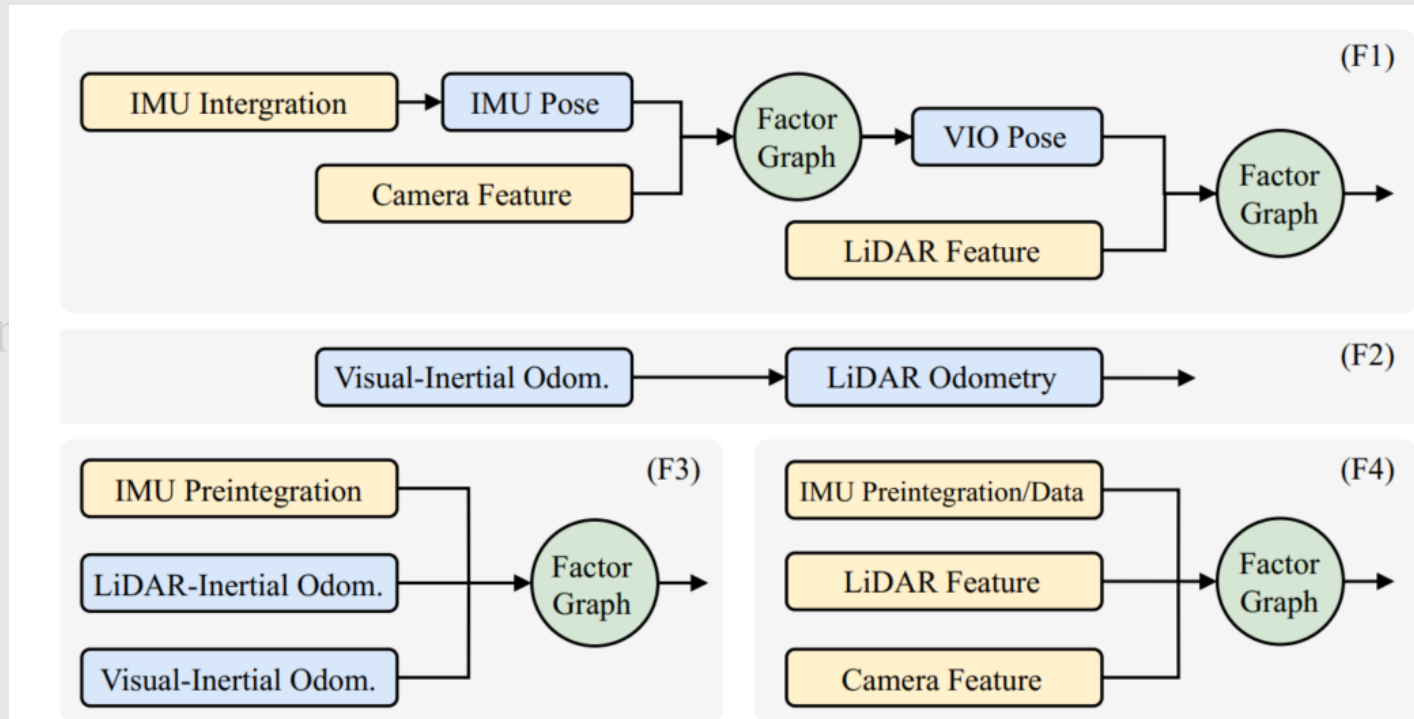 (F1)
IMU Intergration
IMU Pose
Factor
Graph
VIO Pose
Factor
Graph
Camera Feature
LiDAR Feature
(F2)
Visual-Inertial Odom.
LiDAR Odometry
(F3)
IMU Preintegration
LiDAR-Inertial Odom.
Visual-Inertial Odom.
Factor
Graph
(F4)
IMU Preintegration/Data
LiDAR Feature
Camera Feature
Factor
Graph